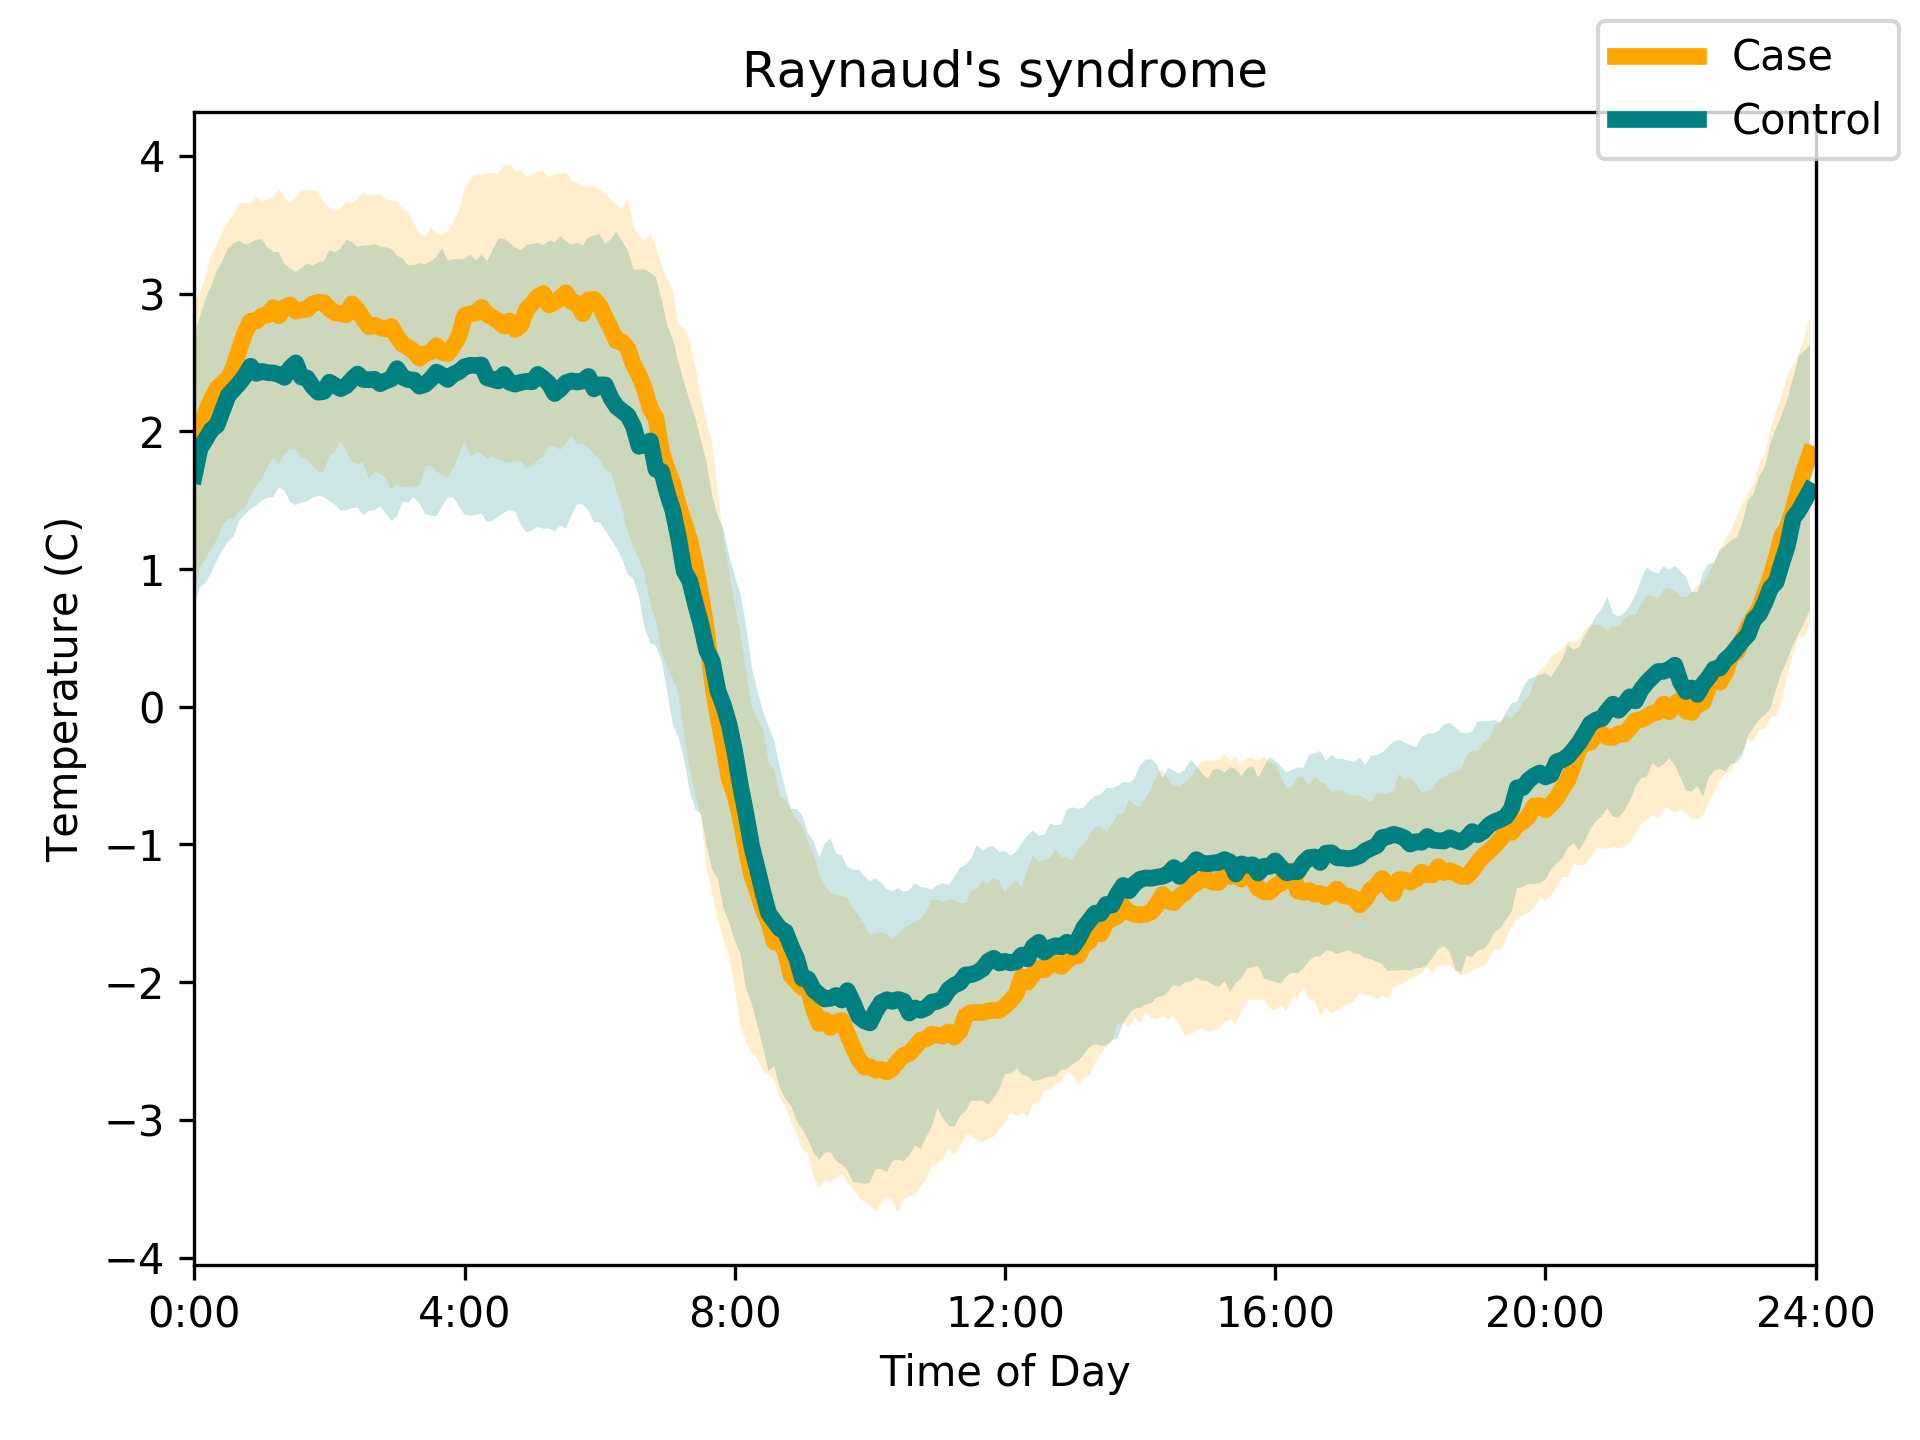 Raynaud's syndrome
Case
Control
Temperature (C)
4
3
2
1
0
−1
−2
−3
−4
0:00 4:00 8:00 12:00 16:00 20:00 24:00
Time of Day